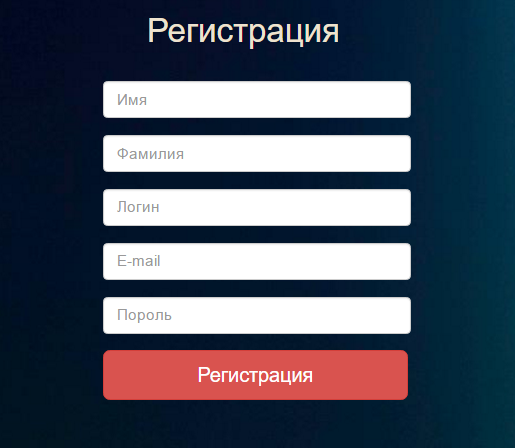 Регистрация
Имя
Фамилия
Логин
E-mail
Пороль
Регистрация